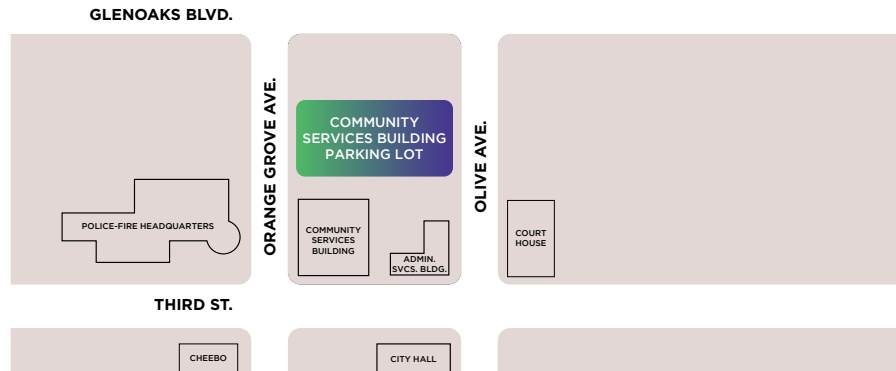 GLENOAKS BLVD.
ORANGE GROVE AVE.
COMMUNITY
SERVICES BUILDING
PARKING LOT
OLIVE AVE.
POLICE-FIRE HEADQUARTERS
COMMUNITY
SERVICES
BUILDING
ADMIN.
SVCS. BLDG.
COURT
HOUSE
THIRD ST.
CHEEBO
CITY HALL